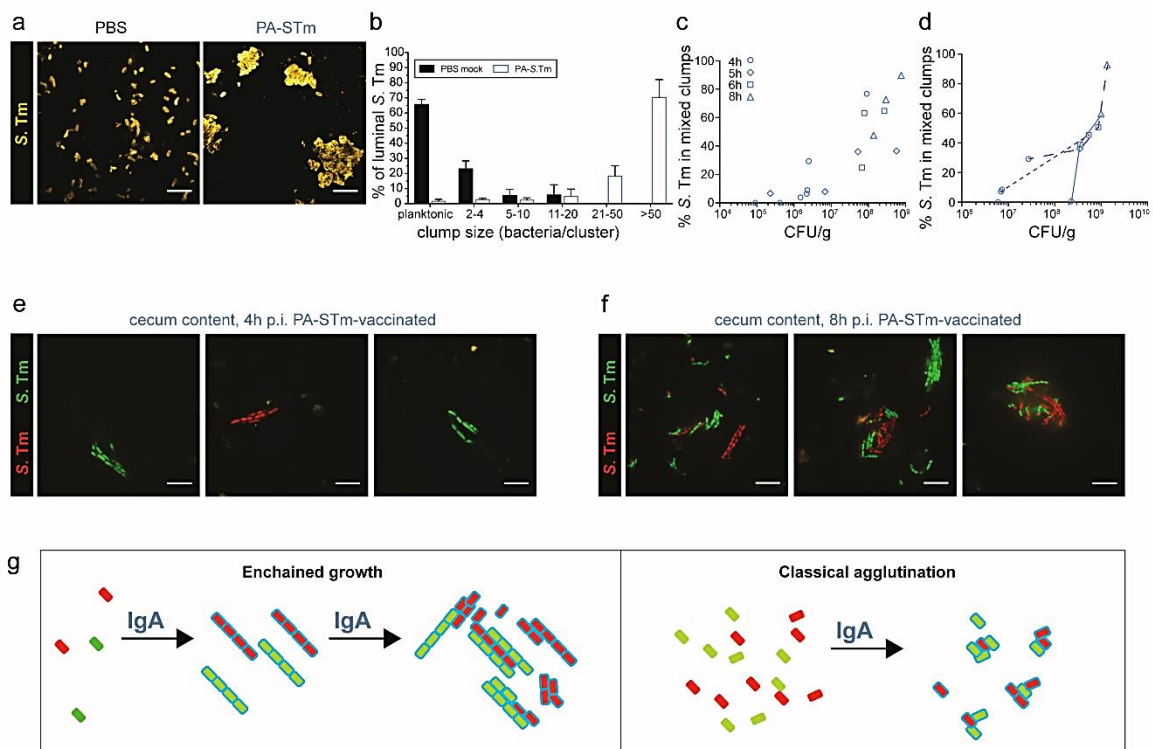 a
PBS
PA-STm
S. Tm
b
% of luminal S. Tm
100
90
80
70
60
50
40
30
20
10
0
PBS mock
PA-S.Tm
planktonic
2-4
5-10
11-20
21-50
>50
clump size (bacteria/cluster)
c
% S. Tm in mixed clumps
100
80
60
40
20
0
4h
5h
6h
8h
10⁴
10⁵
10⁶
10⁷
10⁸
10⁹
CFU/g
d
% S. Tm in mixed clumps
100
80
60
40
20
0
10⁶
10⁷
10⁸
10⁹
10¹⁰
CFU/g
e
cecum content, 4h p.i. PA-STm-vaccinated
S. Tm S. Tm
f
cecum content, 8h p.i. PA-STm-vaccinated
S. Tm S. Tm
g
Enchained growth
IgA
IgA
Classical agglutination
IgA